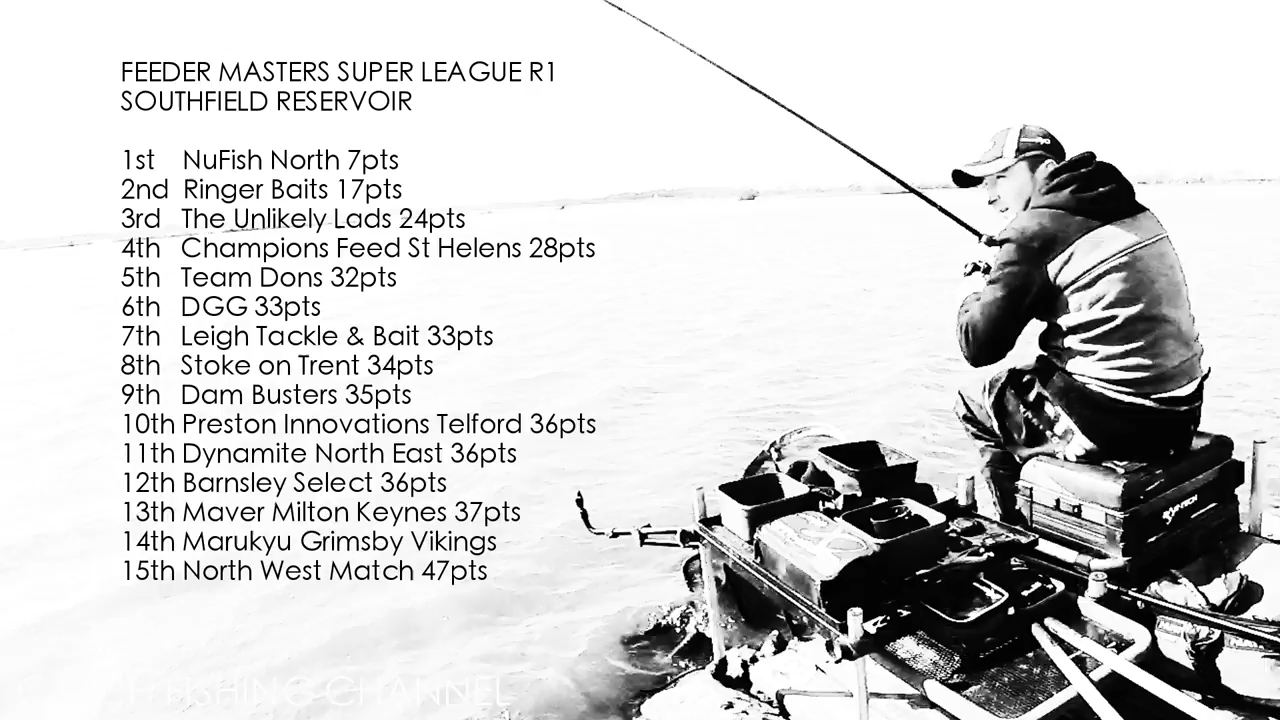 FEEDER MASTERS SUPER LEAGUE R1
SOUTHFIELD RESERVOIR
1st NuFish North 7pts
2nd Ringer Baits 17pts
3rd The Unlikely Lads 24pts
4th Champions Feed St Helens 28pts
5th Team Dons 32pts
6th DGG 33pts
7th Leigh Tackle & Bait 33pts
8th Stoke on Trent 34pts
9th Dam Busters 35pts
10th Preston Innovations Telford 36pts
11th Dynamite North East 36pts
12th Barnsley Select 36pts
13th Maver Milton Keynes 37pts
14th Marukyu Grimsby Vikings
15th North West Match 47pts
FISHING CHANNEL